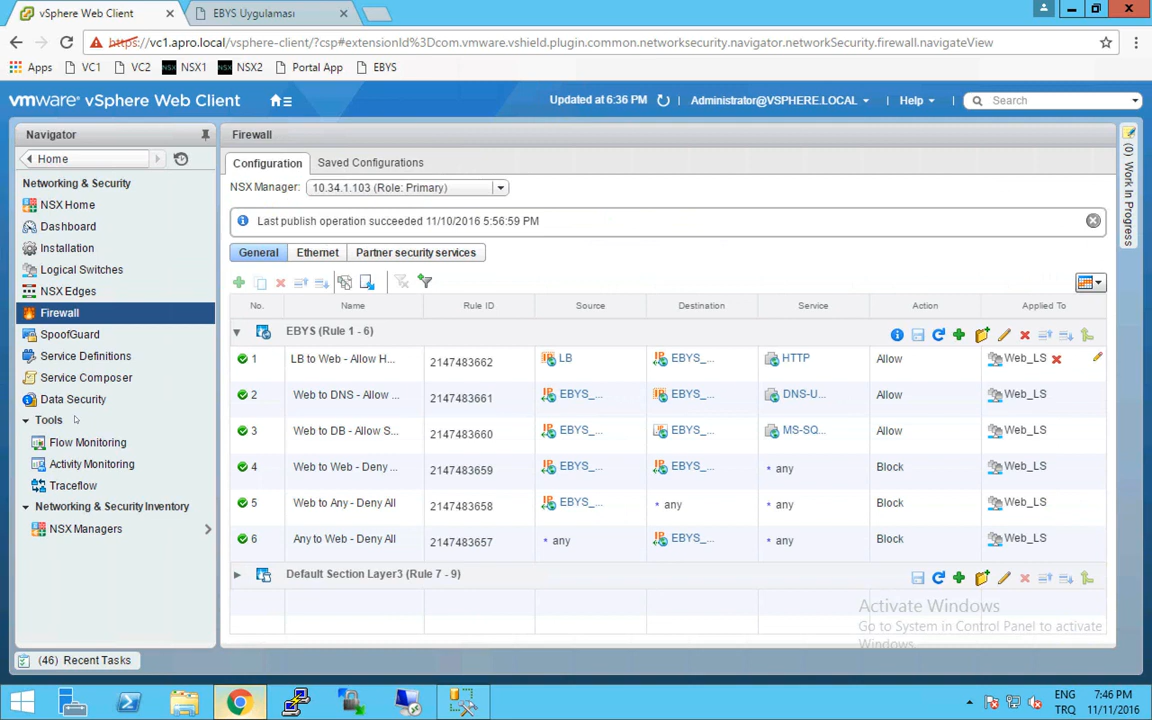 vSphere Web Client
EBYS Uygulaması
https://vc1.apro.local/vsphere-client/?csp#extensionId%3Dcom.vmware.vshield.plugin.common.networksecurity.navigator.networkSecurity.firewall.navigateView
Apps VC1 VC2 NSX NSX1 NSX NSX2 Portal App EBYS
vmware® vSphere Web Client Updated at 6:36 PM Administrator@VSPHERE.LOCAL Help Search
Navigator
Home
Networking & Security
NSX Home
Dashboard
Installation
Logical Switches
NSX Edges
Firewall
SpoofGuard
Service Definitions
Service Composer
Data Security
Tools
Flow Monitoring
Activity Monitoring
Traceflow
Networking & Security Inventory
NSX Managers
Firewall
Configuration Saved Configurations
NSX Manager: 10.34.1.103 (Role: Primary)
Last publish operation succeeded 11/10/2016 5:56:59 PM
General Ethernet Partner security services
No. Name Rule ID Source Destination Service Action Applied To
EBYS (Rule 1 - 6)
1 LB to Web - Allow H... 2147483662 LB EBYS_... HTTP Allow Web_LS
2 Web to DNS - Allow ... 2147483661 EBYS_... EBYS_... DNS-U... Allow Web_LS
3 Web to DB - Allow S... 2147483660 EBYS_... EBYS_... MS-SQ... Allow Web_LS
4 Web to Web - Deny ... 2147483659 EBYS_... EBYS_... * any Block Web_LS
5 Web to Any - Deny All 2147483658 EBYS_... * any * any Block Web_LS
6 Any to Web - Deny All 2147483657 * any EBYS_... * any Block Web_LS
Default Section Layer3 (Rule 7 - 9)
Activate Windows
Go to System in Control Panel to activate
Windows.
(0) Work In Progress
(46) Recent Tasks
ENG 7:46 PM
TRQ 11/11/2016